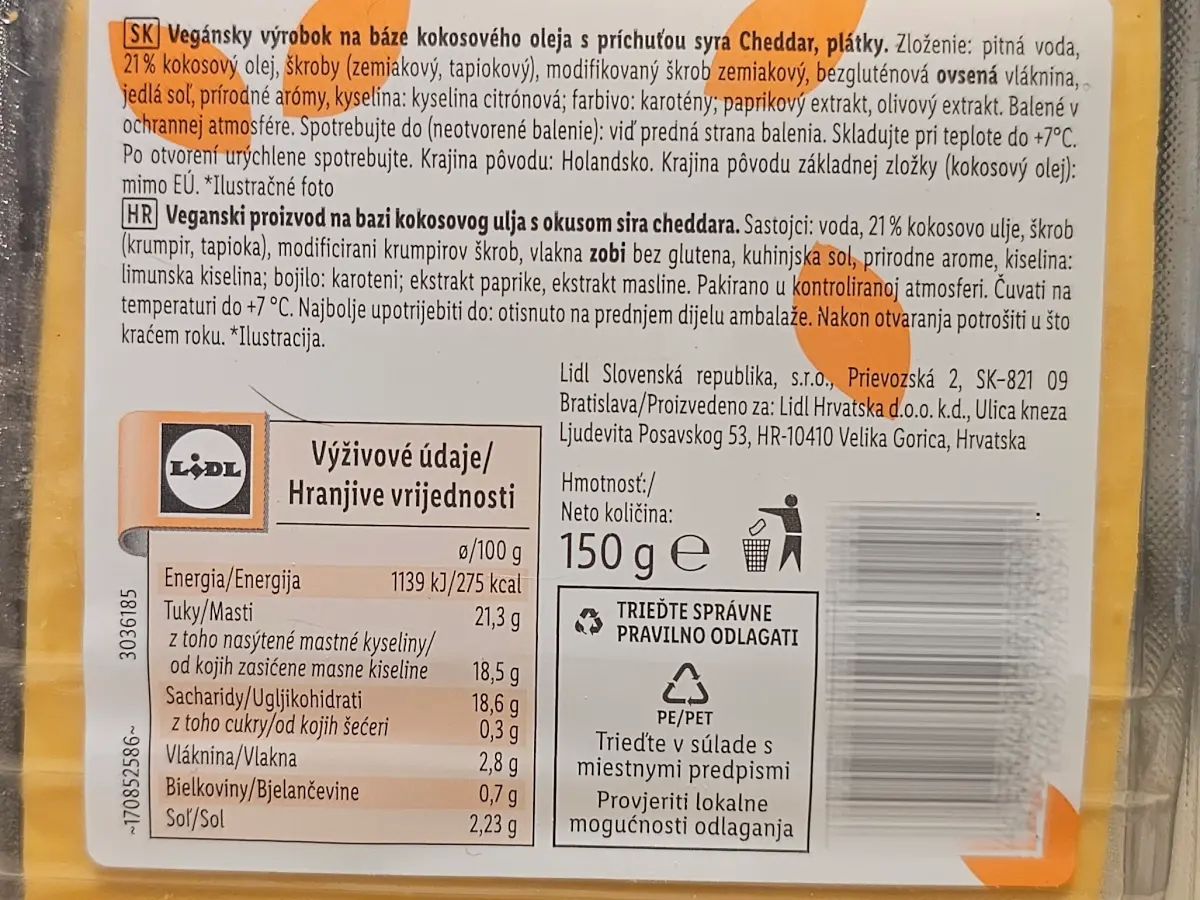 SK Vegánsky výrobok na báze kokosového oleja s príchuťou syra Cheddar, plátky. Zloženie: pitná voda,
21 % kokosový olej, škroby (zemiakový, tapiokový), modifikovaný škrob zemiakový, bezgluténová ovsená vláknina,
jedlá soľ, prírodné arómy, kyselina: kyselina citrónová; farbivo: karotény; paprikový extrakt, olivový extrakt. Balené v
ochrannej atmosfére. Spotrebujte do (neotvorené balenie): viď predná strana balenia. Skladujte pri teplote do +7°C.
Po otvorení urýchlene spotrebujte. Krajina pôvodu: Holandsko. Krajina pôvodu základnej zložky (kokosový olej):
mimo EÚ. *Ilustračné foto
HR Veganski proizvod na bazi kokosovog ulja s okusom sira cheddara. Sastojci: voda, 21 % kokosovo ulje, škrob
(krumpir, tapioka), modificirani krumpirov škrob, vlakna zobi bez glutena, kuhinjska sol, prirodne arome, kiselina:
limunska kiselina; bojilo: karoteni; ekstrakt paprike, ekstrakt masline. Pakirano u kontroliranoj atmosferi. Čuvati na
temperaturi do +7 °C. Najbolje upotrijebiti do: otisnuto na prednjem dijelu ambalaže. Nakon otvaranja potrošiti u što
kraćem roku. *Ilustracija.
Lidl Slovenská republika, s.r.o., Prievozská 2, SK-821 09
Bratislava/Proizvedeno za: Lidl Hrvatska d.o.o. k.d., Ulica kneza
Ljudevita Posavskog 53, HR-10410 Velika Gorica, Hrvatska
LIDL
Výživové údaje/
Hranjive vrijednosti
ø/100 g
Energia/Energija 1139 kJ/275 kcal
Tuky/Masti 21,3 g
z toho nasýtené mastné kyseliny/
od kojih zasićene masne kiseline 18,5 g
Sacharidy/Ugljikohidrati 18,6 g
z toho cukry/od kojih šećeri 0,3 g
Vláknina/Vlakna 2,8 g
Bielkoviny/Bjelančevine 0,7 g
Soľ/Sol 2,23 g
3036185
~170852586~
Hmotnosť:/
Neto količina:
150 g e
TRIEĎTE SPRÁVNE
PRAVILNO ODLAGATI
PE/PET
Trieďte v súlade s
miestnymi predpismi
Provjeriti lokalne
mogućnosti odlaganja